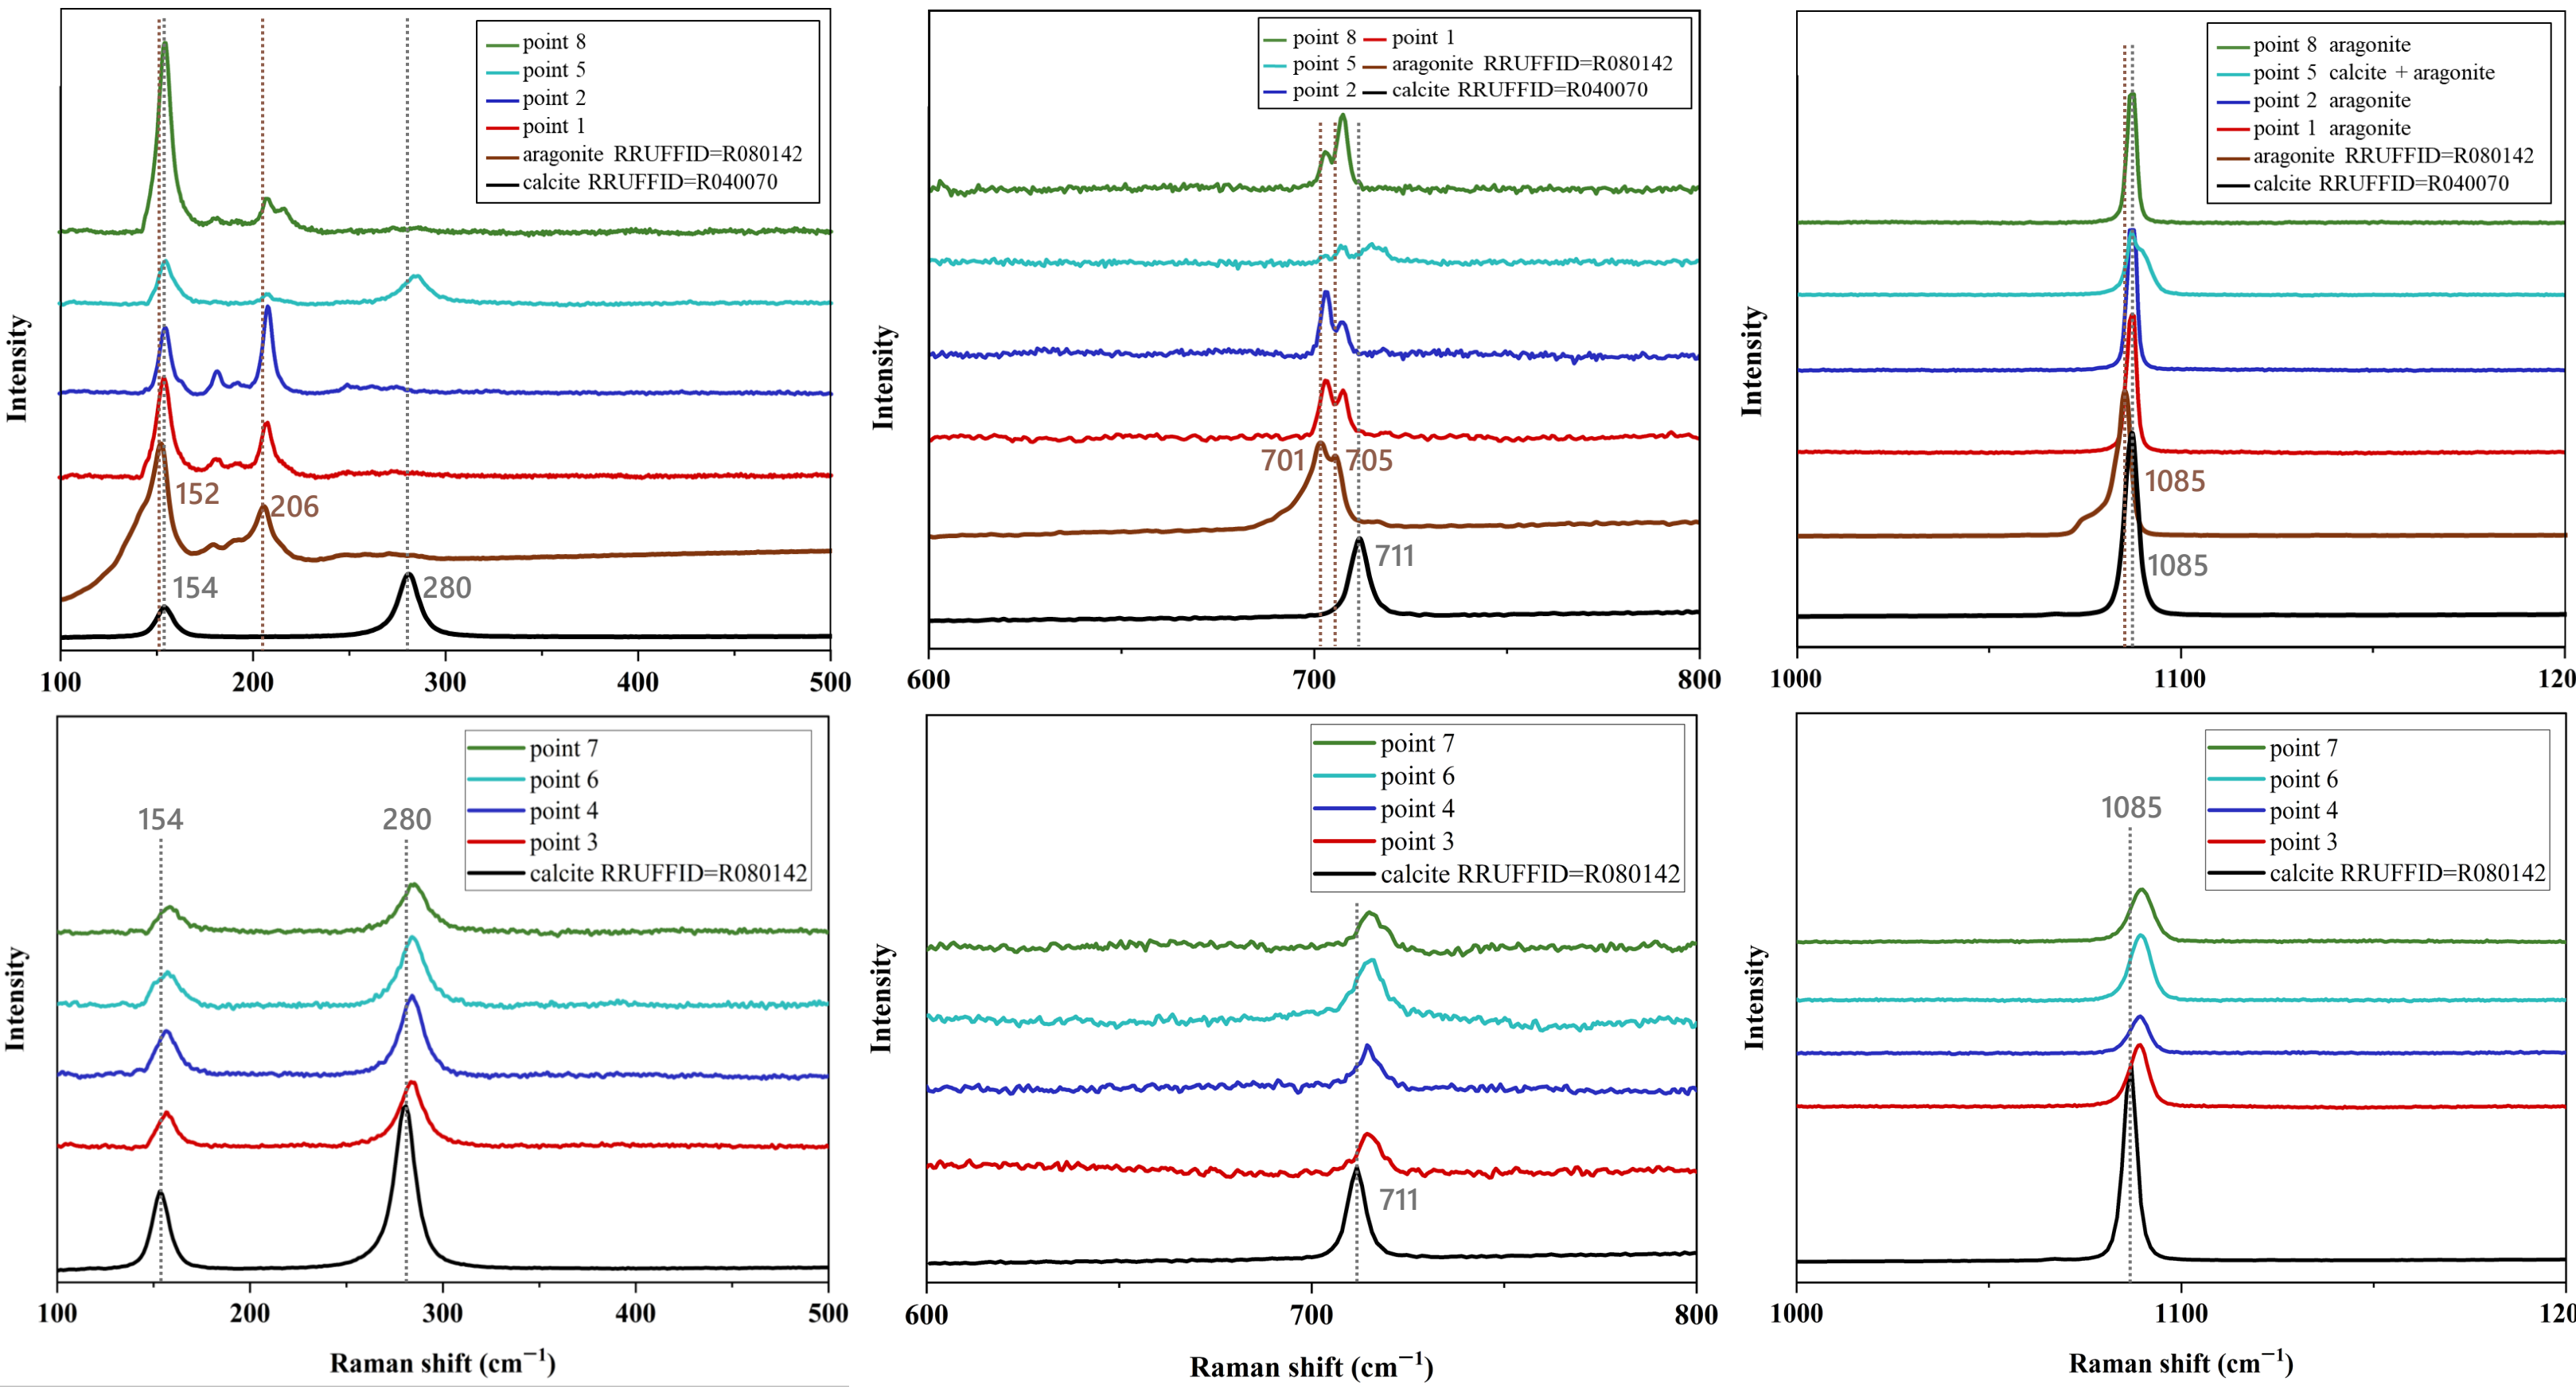 point 8
point 5
point 2
point 1
aragonite RRUFFID=R080142
calcite RRUFFID=R040070
152
206
154
280
Intensity
100 200 300 400 500
point 8 point 1
point 5 aragonite RRUFFID=R080142
point 2 calcite RRUFFID=R040070
701 705
711
Intensity
600 700 800
point 8 aragonite
point 5 calcite + aragonite
point 2 aragonite
point 1 aragonite
aragonite RRUFFID=R080142
calcite RRUFFID=R040070
1085
1085
Intensity
1000 1100 120
point 7
point 6
point 4
point 3
calcite RRUFFID=R080142
154 280
Intensity
100 200 300 400 500
Raman shift (cm⁻¹)
point 7
point 6
point 4
point 3
calcite RRUFFID=R080142
711
Intensity
600 700 800
Raman shift (cm⁻¹)
point 7
point 6
point 4
point 3
calcite RRUFFID=R080142
1085
Intensity
1000 1100 120
Raman shift (cm⁻¹)